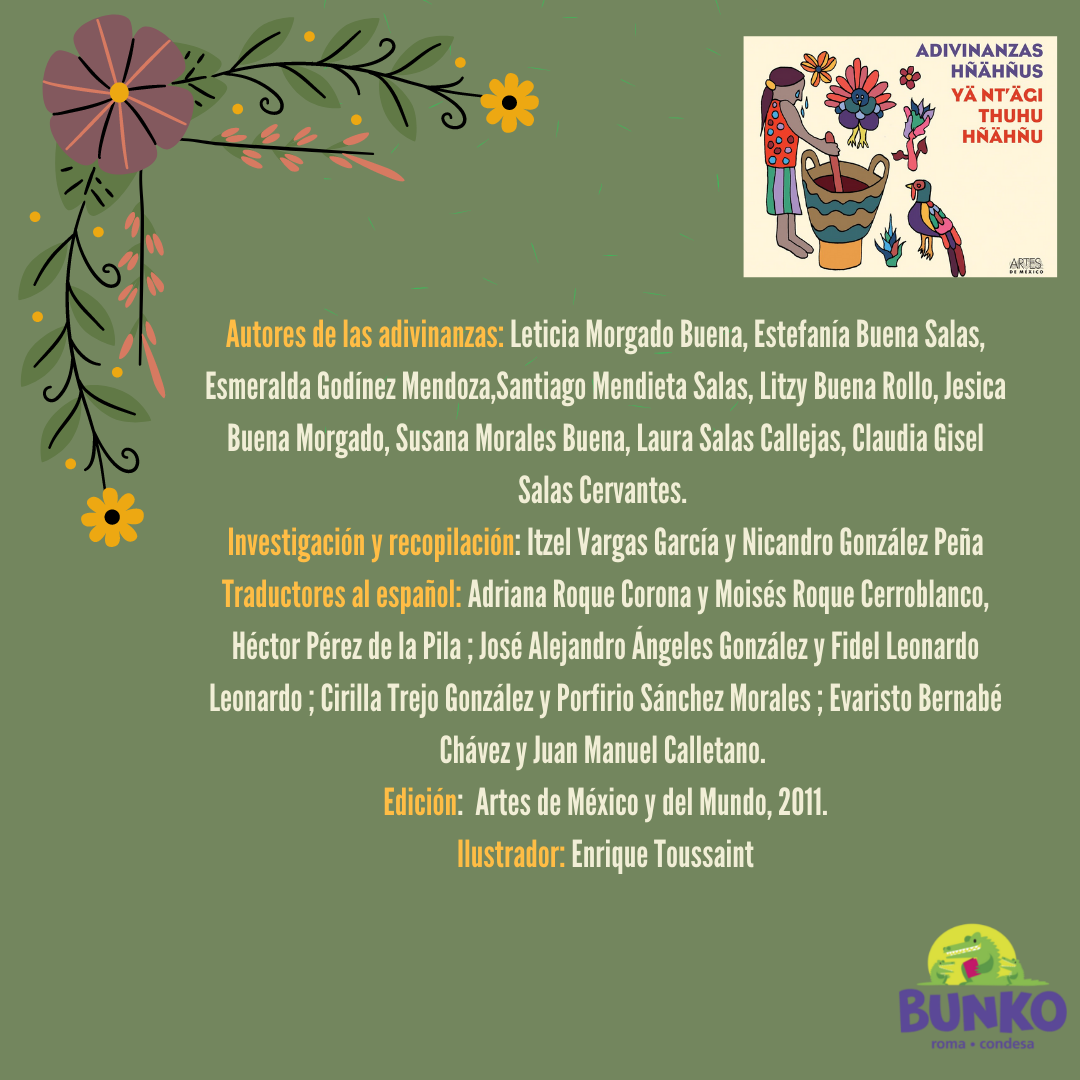 ADIVINANZAS
HÑÄHÑUS
YÄ NT'ÄGI
THUHU
HÑÄHÑU
ARTES
DE MÉXICO
Autores de las adivinanzas: Leticia Morgado Buena, Estefanía Buena Salas,
Esmeralda Godínez Mendoza,Santiago Mendieta Salas, Litzy Buena Rollo, Jesica
Buena Morgado, Susana Morales Buena, Laura Salas Callejas, Claudia Gisel
Salas Cervantes.
Investigación y recopilación: Itzel Vargas García y Nicandro González Peña
Traductores al español: Adriana Roque Corona y Moisés Roque Cerroblanco,
Héctor Pérez de la Pila ; José Alejandro Ángeles González y Fidel Leonardo
Leonardo ; Cirilla Trejo González y Porfirio Sánchez Morales ; Evaristo Bernabé
Chávez y Juan Manuel Calletano.
Edición: Artes de México y del Mundo, 2011.
Ilustrador: Enrique Toussaint
BUNKO
roma • condesa